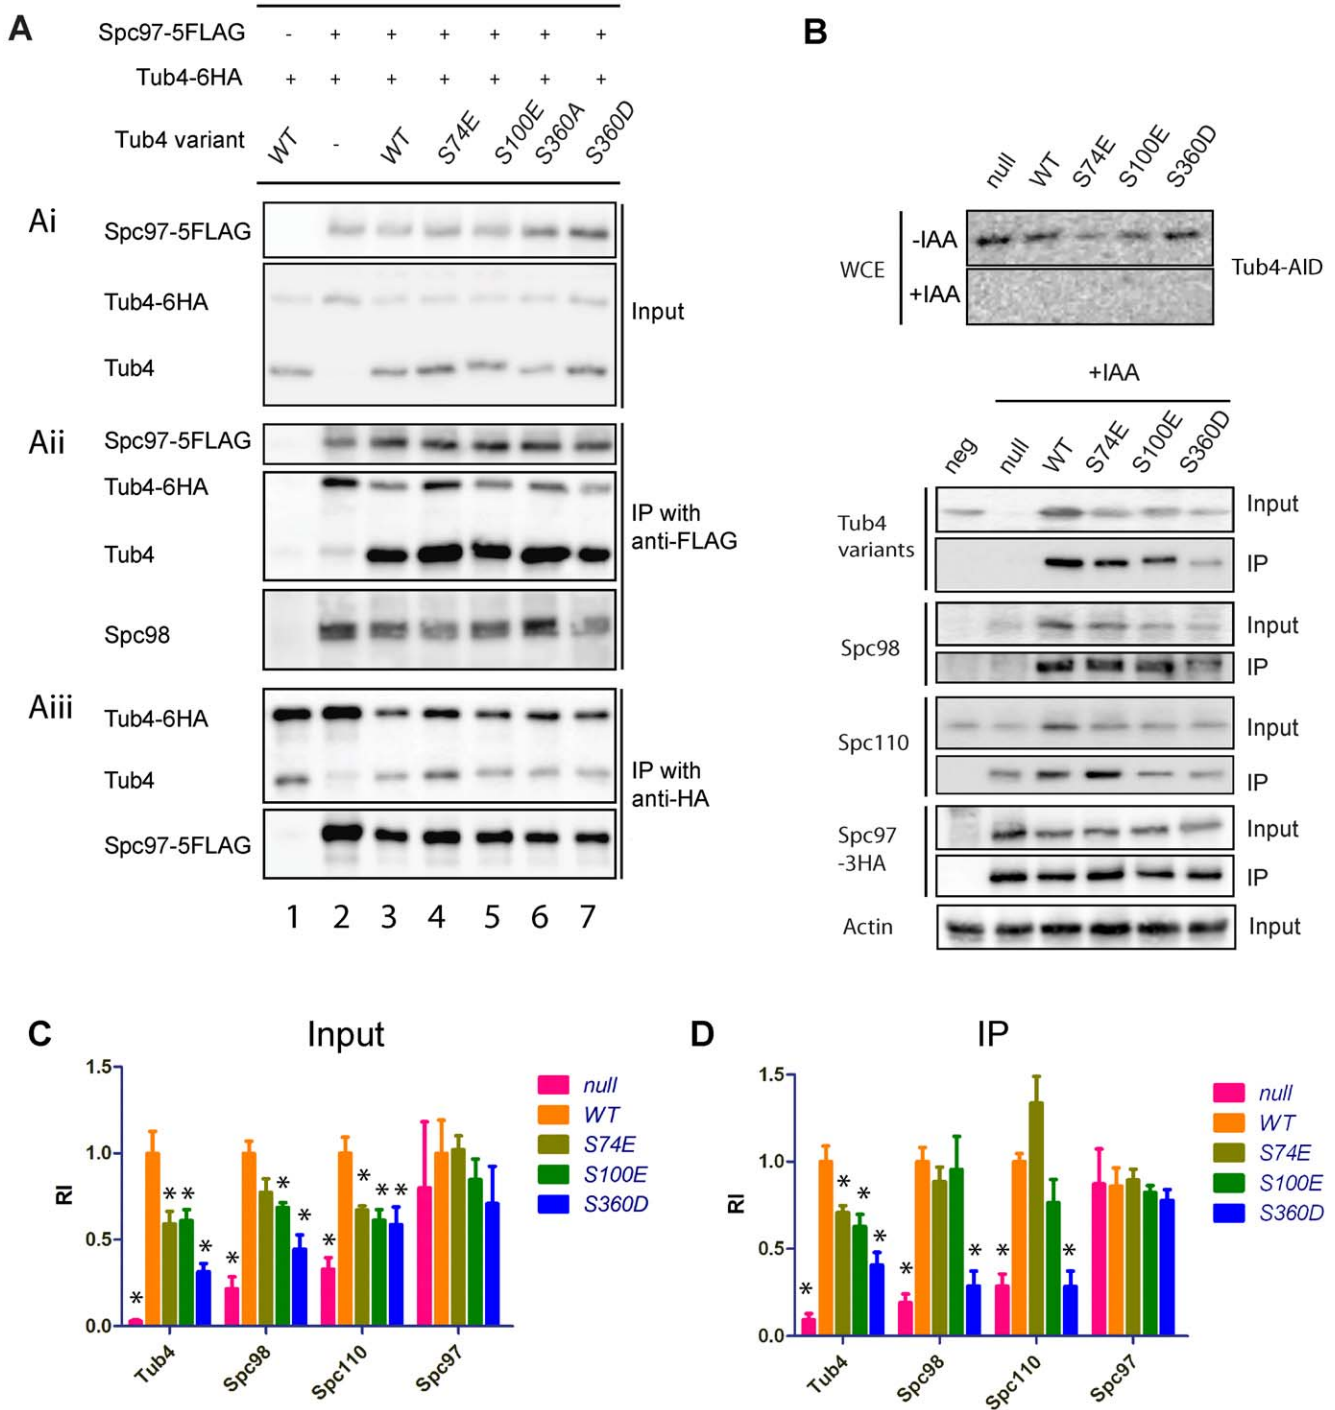 A
Spc97-5FLAG - + + + + + +
Tub4-6HA + + + + + + +
Tub4 variant WT - WT S74E S100E S360A S360D
Ai
Spc97-5FLAG
Tub4-6HA
Tub4
Input
Aii
Spc97-5FLAG
Tub4-6HA
Tub4
Spc98
IP with
anti-FLAG
Aiii
Tub4-6HA
Tub4
Spc97-5FLAG
IP with
anti-HA
1 2 3 4 5 6 7
B
null WT S74E S100E S360D
WCE
-IAA
+IAA
Tub4-AID
+IAA
neg null WT S74E S100E S360D
Tub4
variants
Input
IP
Spc98
Input
IP
Spc110
Input
IP
Spc97
-3HA
Input
IP
Actin
Input
C
Input
RI
1.5
1.0
0.5
0.0
* * * * * * * * * *
Tub4 Spc98 Spc110 Spc97
null
WT
S74E
S100E
S360D
D
IP
RI
1.5
1.0
0.5
0.0
* * * * * * * *
Tub4 Spc98 Spc110 Spc97
null
WT
S74E
S100E
S360D